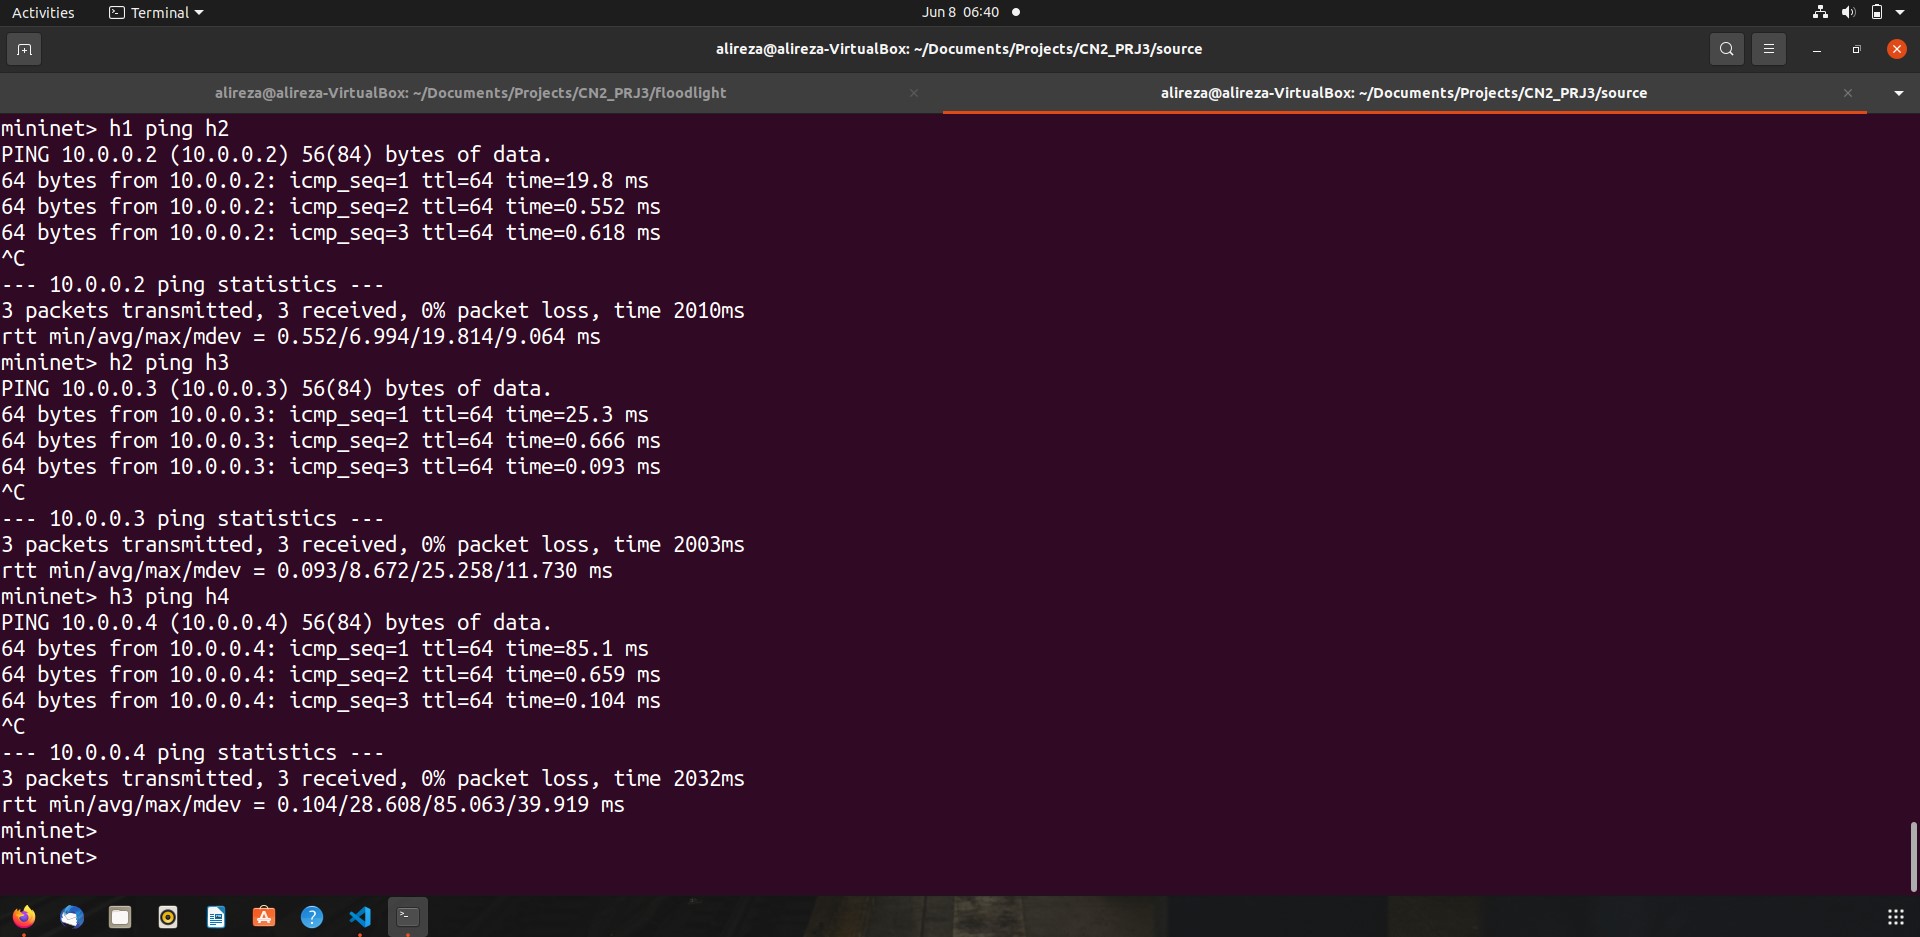 Activities
Terminal
Jun 8 06:40
alireza@alireza-VirtualBox: ~/Documents/Projects/CN2_PRJ3/source
alireza@alireza-VirtualBox: ~/Documents/Projects/CN2_PRJ3/floodlight
alireza@alireza-VirtualBox: ~/Documents/Projects/CN2_PRJ3/source
mininet> h1 ping h2
PING 10.0.0.2 (10.0.0.2) 56(84) bytes of data.
64 bytes from 10.0.0.2: icmp_seq=1 ttl=64 time=19.8 ms
64 bytes from 10.0.0.2: icmp_seq=2 ttl=64 time=0.552 ms
64 bytes from 10.0.0.2: icmp_seq=3 ttl=64 time=0.618 ms
^C
--- 10.0.0.2 ping statistics ---
3 packets transmitted, 3 received, 0% packet loss, time 2010ms
rtt min/avg/max/mdev = 0.552/6.994/19.814/9.064 ms
mininet> h2 ping h3
PING 10.0.0.3 (10.0.0.3) 56(84) bytes of data.
64 bytes from 10.0.0.3: icmp_seq=1 ttl=64 time=25.3 ms
64 bytes from 10.0.0.3: icmp_seq=2 ttl=64 time=0.666 ms
64 bytes from 10.0.0.3: icmp_seq=3 ttl=64 time=0.093 ms
^C
--- 10.0.0.3 ping statistics ---
3 packets transmitted, 3 received, 0% packet loss, time 2003ms
rtt min/avg/max/mdev = 0.093/8.672/25.258/11.730 ms
mininet> h3 ping h4
PING 10.0.0.4 (10.0.0.4) 56(84) bytes of data.
64 bytes from 10.0.0.4: icmp_seq=1 ttl=64 time=85.1 ms
64 bytes from 10.0.0.4: icmp_seq=2 ttl=64 time=0.659 ms
64 bytes from 10.0.0.4: icmp_seq=3 ttl=64 time=0.104 ms
^C
--- 10.0.0.4 ping statistics ---
3 packets transmitted, 3 received, 0% packet loss, time 2032ms
rtt min/avg/max/mdev = 0.104/28.608/85.063/39.919 ms
mininet>
mininet>